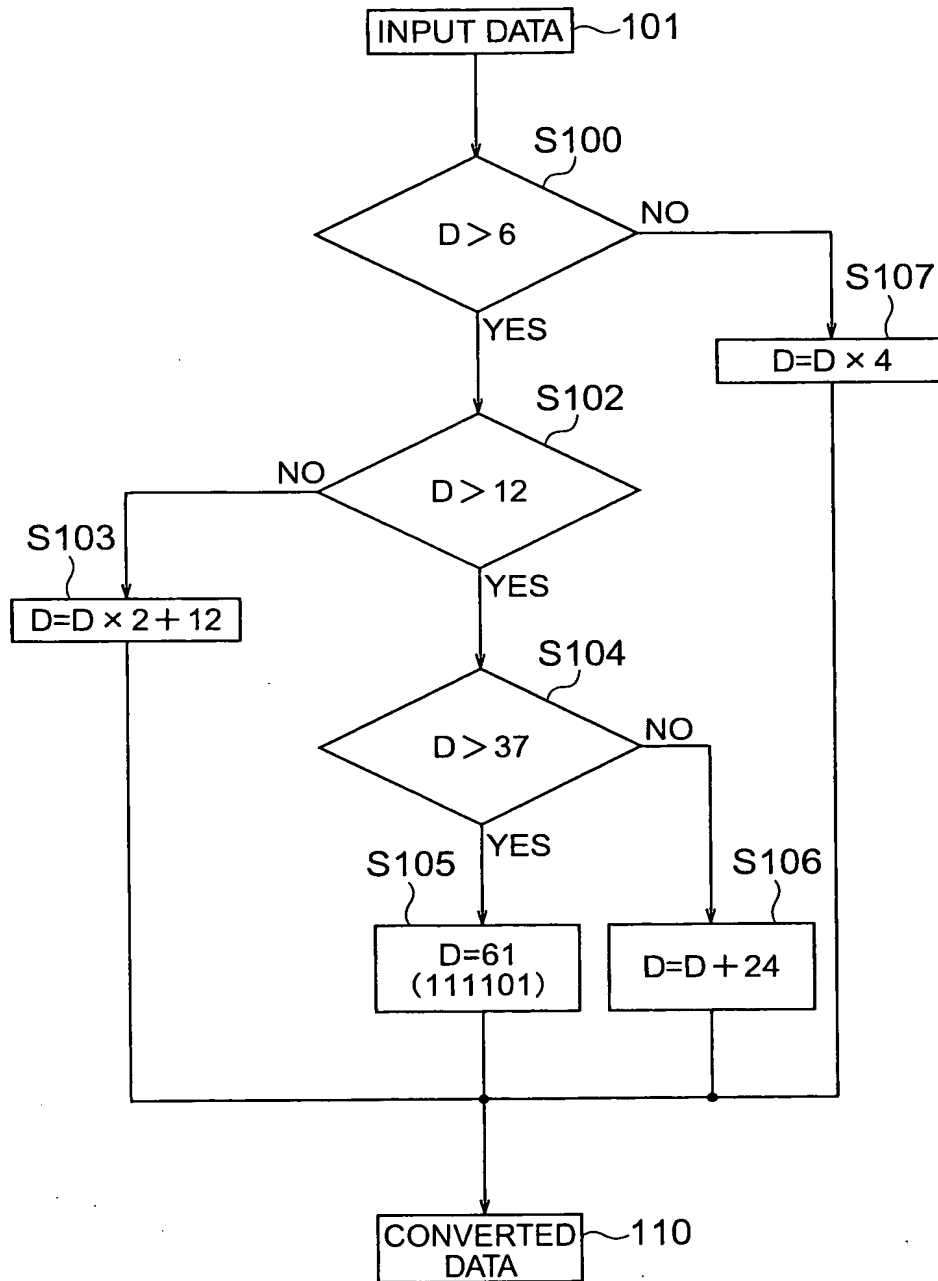 INPUT DATA
101
S100
D > 6
NO
YES
S107
D=D × 4
S102
D > 12
NO
YES
S103
D=D × 2 + 12
S104
D > 37
NO
YES
S105
D=61
(111101)
S106
D=D + 24
CONVERTED
DATA
110